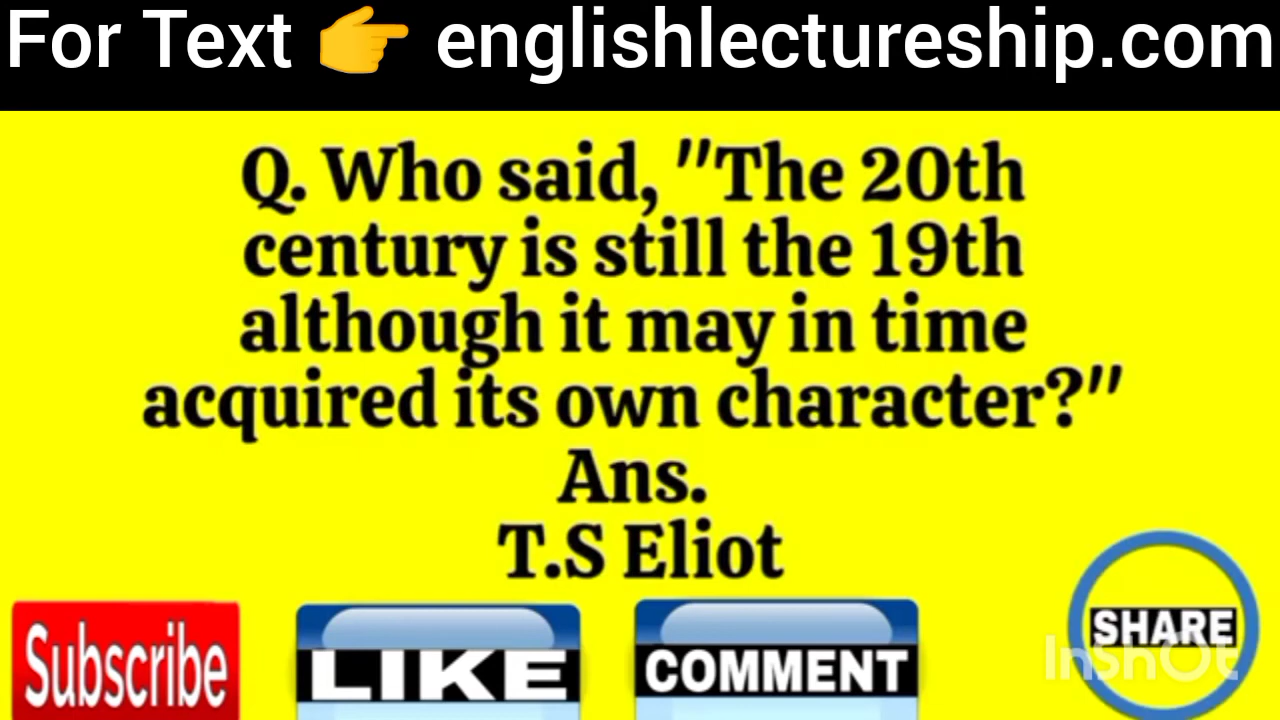 For Text 👉 englishlectureship.com
Q. Who said, "The 20th
century is still the 19th
although it may in time
acquired its own character?"
Ans.
T.S Eliot
Subscribe
LIKE
COMMENT
SHARE
InShOt